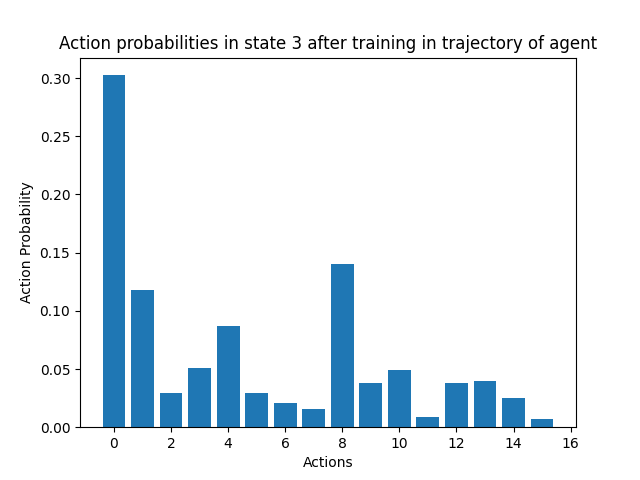 Action probabilities in state 3 after training in trajectory of agent
Action Probability
0.30
0.25
0.20
0.15
0.10
0.05
0.00
0 2 4 6 8 10 12 14 16
Actions